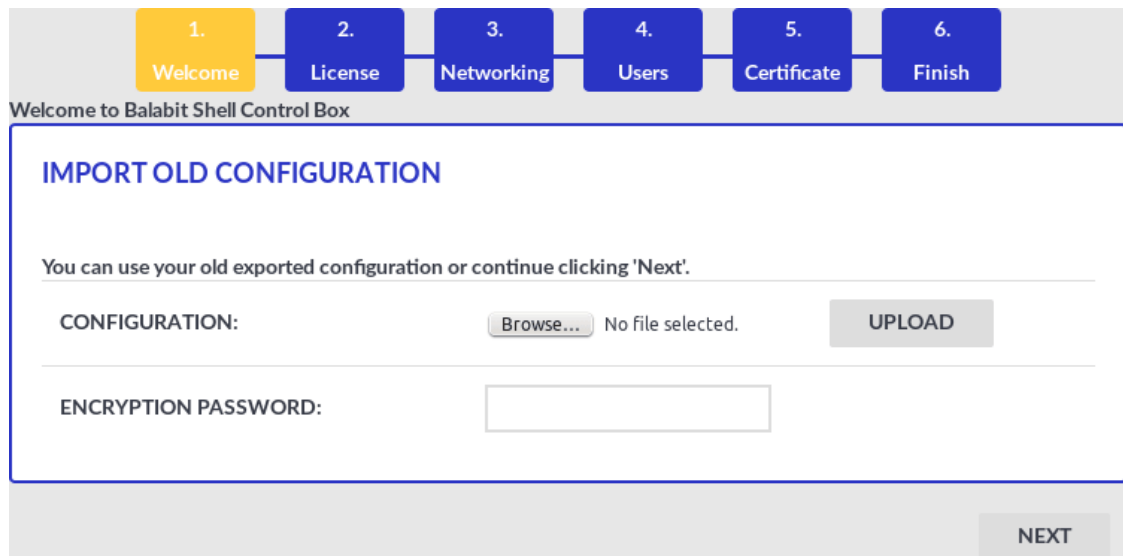 1. 2. 3. 4. 5. 6.
Welcome License Networking Users Certificate Finish
Welcome to Balabit Shell Control Box
IMPORT OLD CONFIGURATION
You can use your old exported configuration or continue clicking 'Next'.
CONFIGURATION: Browse... No file selected. UPLOAD
ENCRYPTION PASSWORD:
NEXT